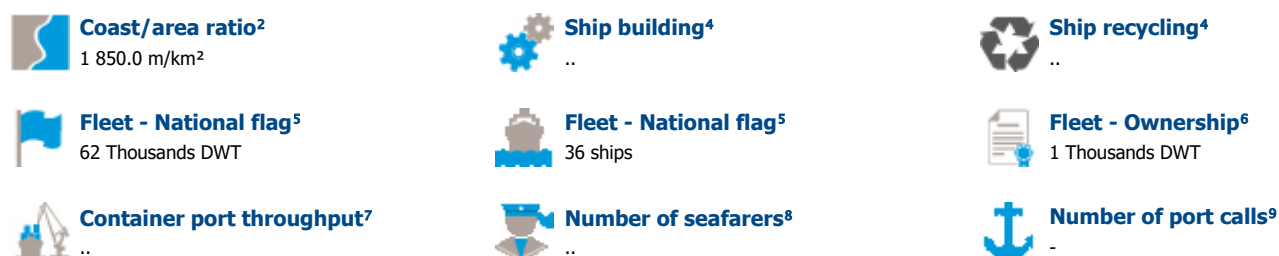 Coast/area ratio²
1 850.0 m/km²
Ship building⁴
..
Ship recycling⁴
..
Fleet - National flag⁵
62 Thousands DWT
Fleet - National flag⁵
36 ships
Fleet - Ownership⁶
1 Thousands DWT
Container port throughput⁷
..
Number of seafarers⁸
..
Number of port calls⁹
-